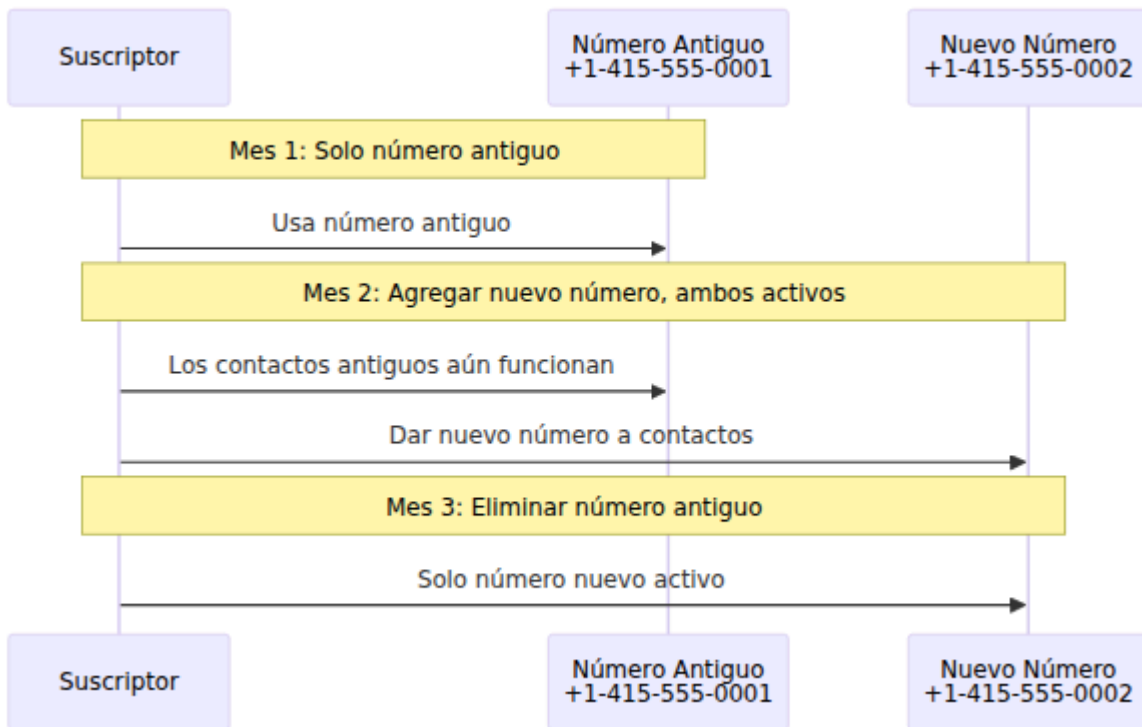 Suscriptor
Número Antiguo
+1-415-555-0001
Nuevo Número
+1-415-555-0002
Mes 1: Solo número antiguo
Usa número antiguo
Mes 2: Agregar nuevo número, ambos activos
Los contactos antiguos aún funcionan
Dar nuevo número a contactos
Mes 3: Eliminar número antiguo
Solo número nuevo activo
Suscriptor
Número Antiguo
+1-415-555-0001
Nuevo Número
+1-415-555-0002